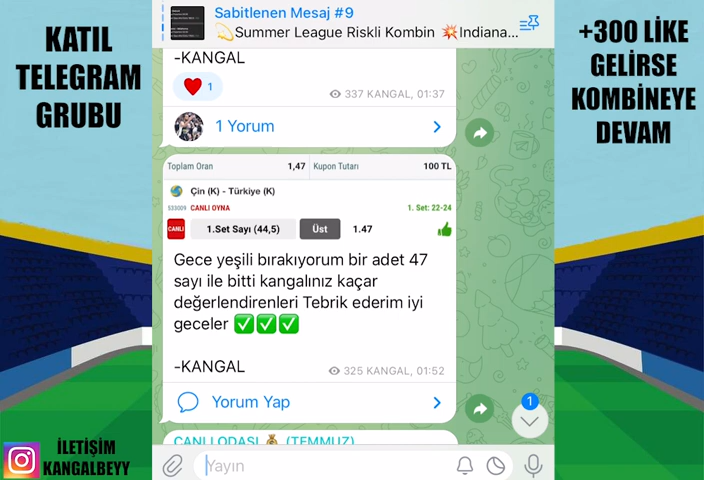 KATIL
TELEGRAM
GRUBU
+300 LİKE
GELİRSE
KOMBİNEYE
DEVAM
Sabitlenen Mesaj #9
💫Summer League Riskli Kombin 💥Indiana...
-KANGAL
❤️ 1
337 KANGAL, 01:37
1 Yorum
Toplam Oran 1,47 Kupon Tutarı 100 TL
Çin (K) - Türkiye (K)
533009 CANLI OYNA 1. Set: 22-24
CANLI 1.Set Sayı (44,5) Üst 1.47
Gece yeşili bırakıyorum bir adet 47
sayı ile bitti kangalınız kaçar
değerlendirenleri Tebrik ederim iyi
geceler ✅✅✅
-KANGAL
325 KANGAL, 01:52
Yorum Yap
1
CANLI ODASI 💰 (TEMMUZ)
Yayın
İLETİŞİM
KANGALBEYY